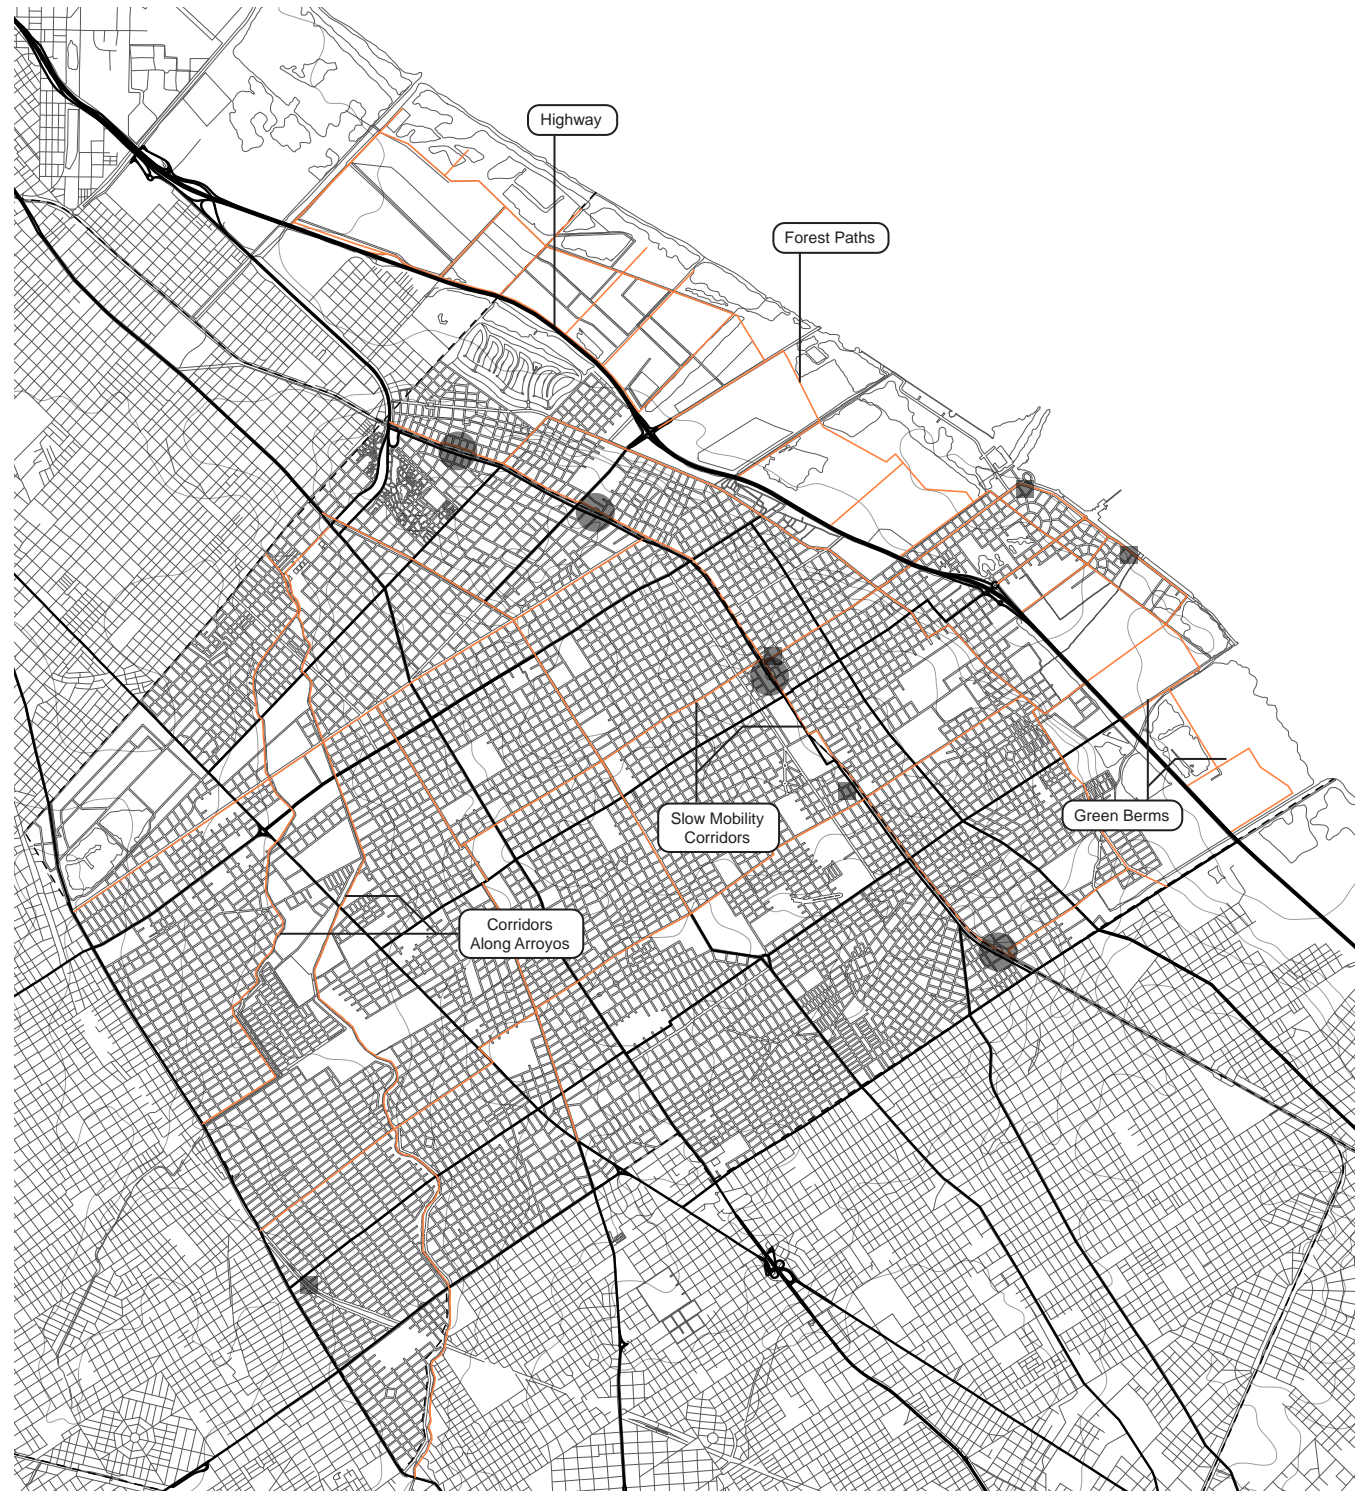 Highway
Forest Paths
Slow Mobility
Corridors
Green Berms
Corridors
Along Arroyos